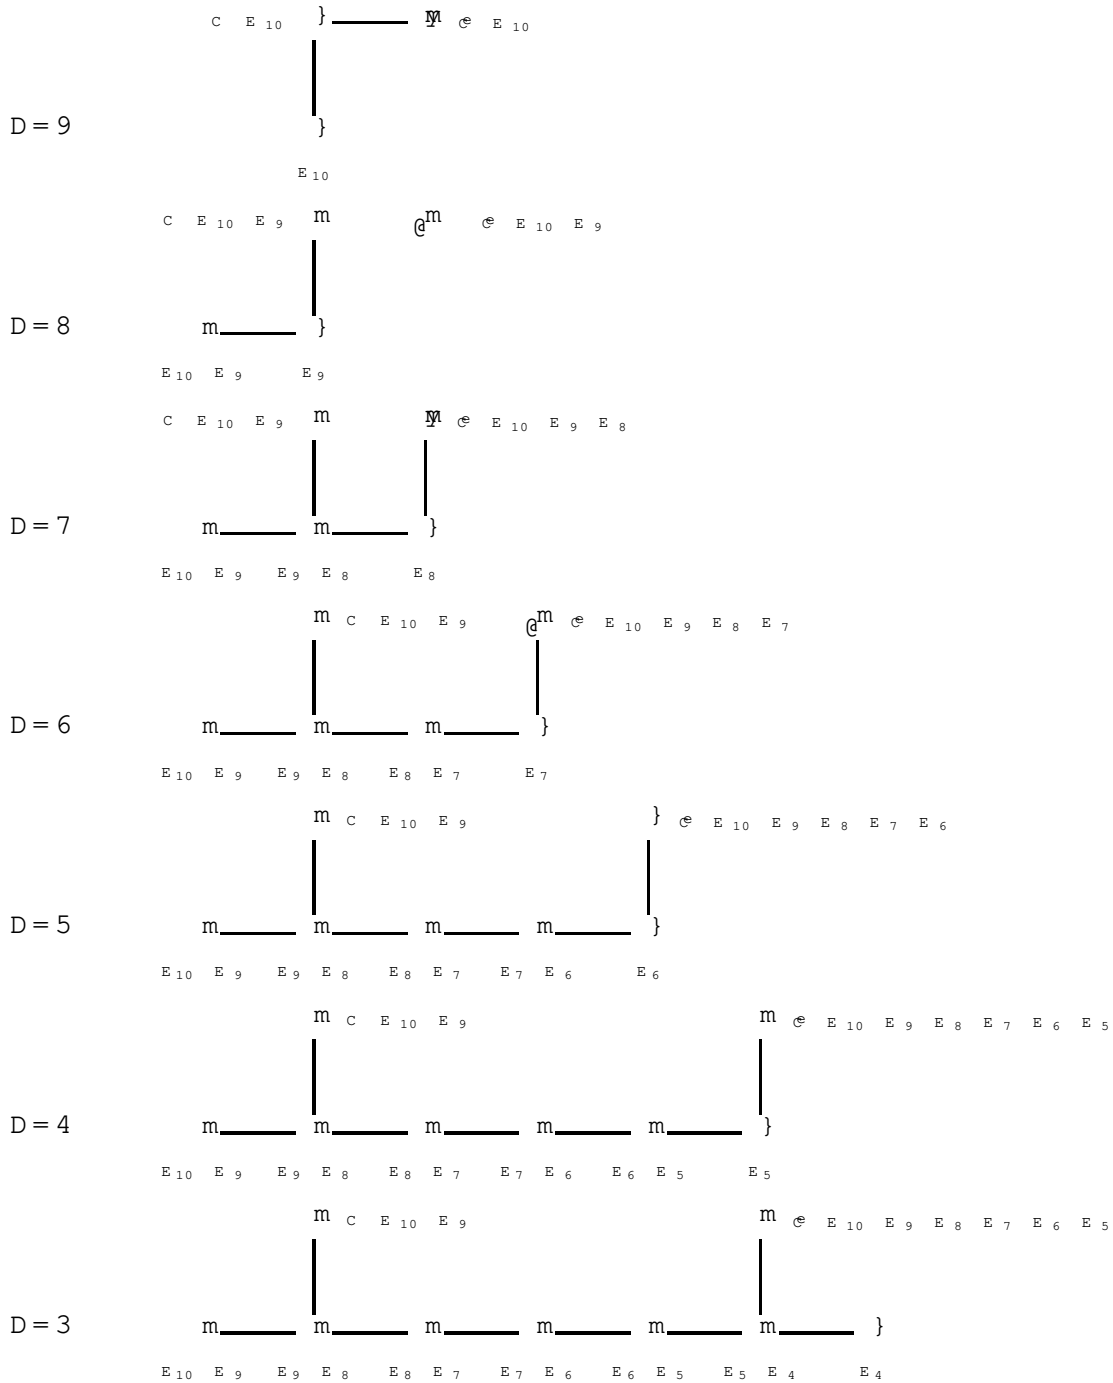 C E 10 } m C e E 10
D = 9 }
E 10
C E 10 E 9 m @ m C e E 10 E 9
D = 8 m }
E 10 E 9 E 9
C E 10 E 9 m m C e E 10 E 9 E 8
D = 7 m m }
E 10 E 9 E 9 E 8 E 8
m C E 10 E 9 @ m C e E 10 E 9 E 8 E 7
D = 6 m m m }
E 10 E 9 E 9 E 8 E 8 E 7 E 7
m C E 10 E 9 } C e E 10 E 9 E 8 E 7 E 6
D = 5 m m m m }
E 10 E 9 E 9 E 8 E 8 E 7 E 7 E 6 E 6
m C E 10 E 9 m C e E 10 E 9 E 8 E 7 E 6 E 5
D = 4 m m m m m }
E 10 E 9 E 9 E 8 E 8 E 7 E 7 E 6 E 6 E 5 E 5
m C E 10 E 9 m C e E 10 E 9 E 8 E 7 E 6 E 5
D = 3 m m m m m m }
E 10 E 9 E 9 E 8 E 8 E 7 E 7 E 6 E 6 E 5 E 5 E 4 E 4